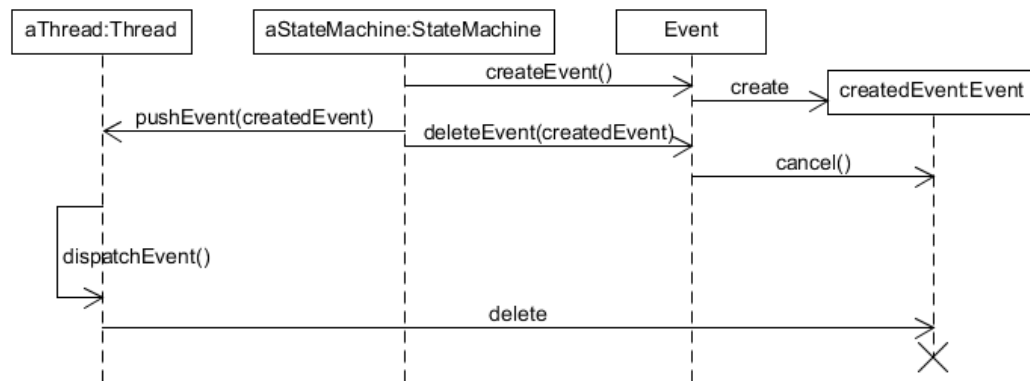 aThread:Thread
aStateMachine:StateMachine
Event
createEvent()
create
createdEvent:Event
pushEvent(createdEvent)
deleteEvent(createdEvent)
cancel()
dispatchEvent()
delete